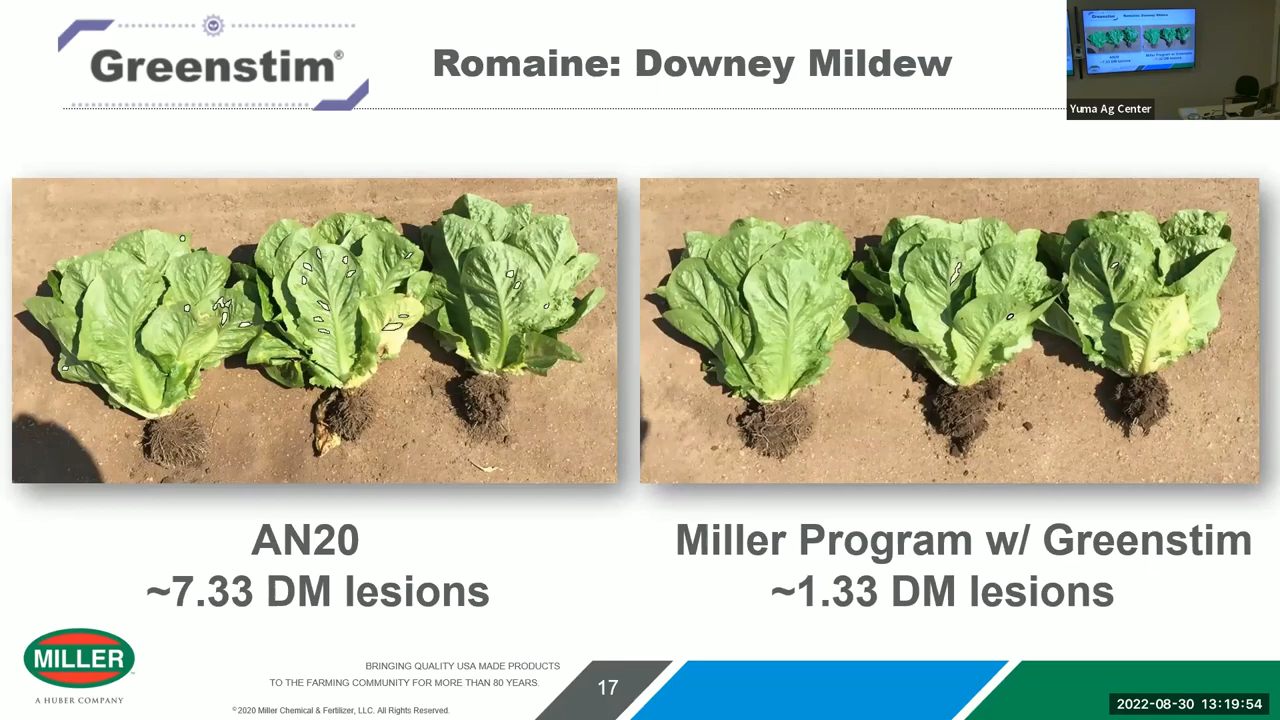 Greenstim®
Romaine: Downey Mildew
Yuma Ag Center
AN20
~7.33 DM lesions
Miller Program w/ Greenstim
~1.33 DM lesions
MILLER
A HUBER COMPANY
BRINGING QUALITY USA MADE PRODUCTS
TO THE FARMING COMMUNITY FOR MORE THAN 80 YEARS.
©2020 Miller Chemical & Fertilizer, LLC. All Rights Reserved.
17
2022-08-30 13:19:54